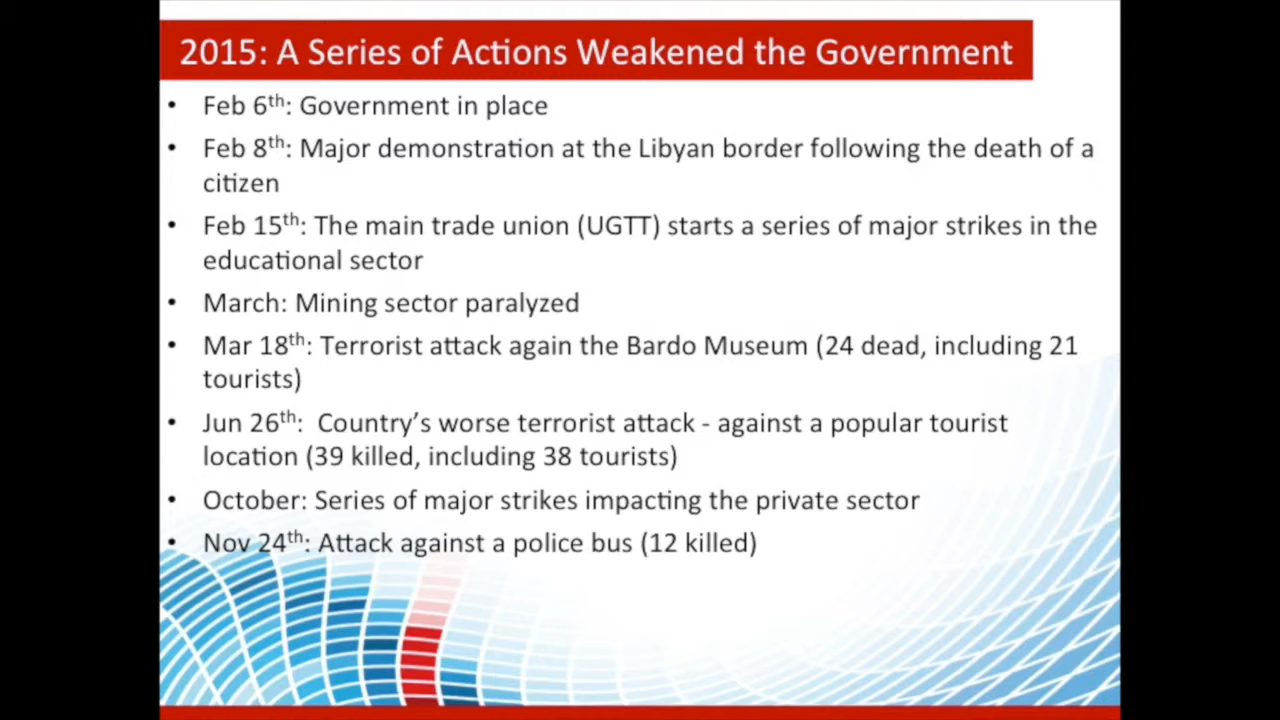 2015: A Series of Actions Weakened the Government
• Feb 6th: Government in place
• Feb 8th: Major demonstration at the Libyan border following the death of a
citizen
• Feb 15th: The main trade union (UGTT) starts a series of major strikes in the
educational sector
• March: Mining sector paralyzed
• Mar 18th: Terrorist attack again the Bardo Museum (24 dead, including 21
tourists)
• Jun 26th:  Country's worse terrorist attack - against a popular tourist
location (39 killed, including 38 tourists)
• October: Series of major strikes impacting the private sector
• Nov 24th: Attack against a police bus (12 killed)